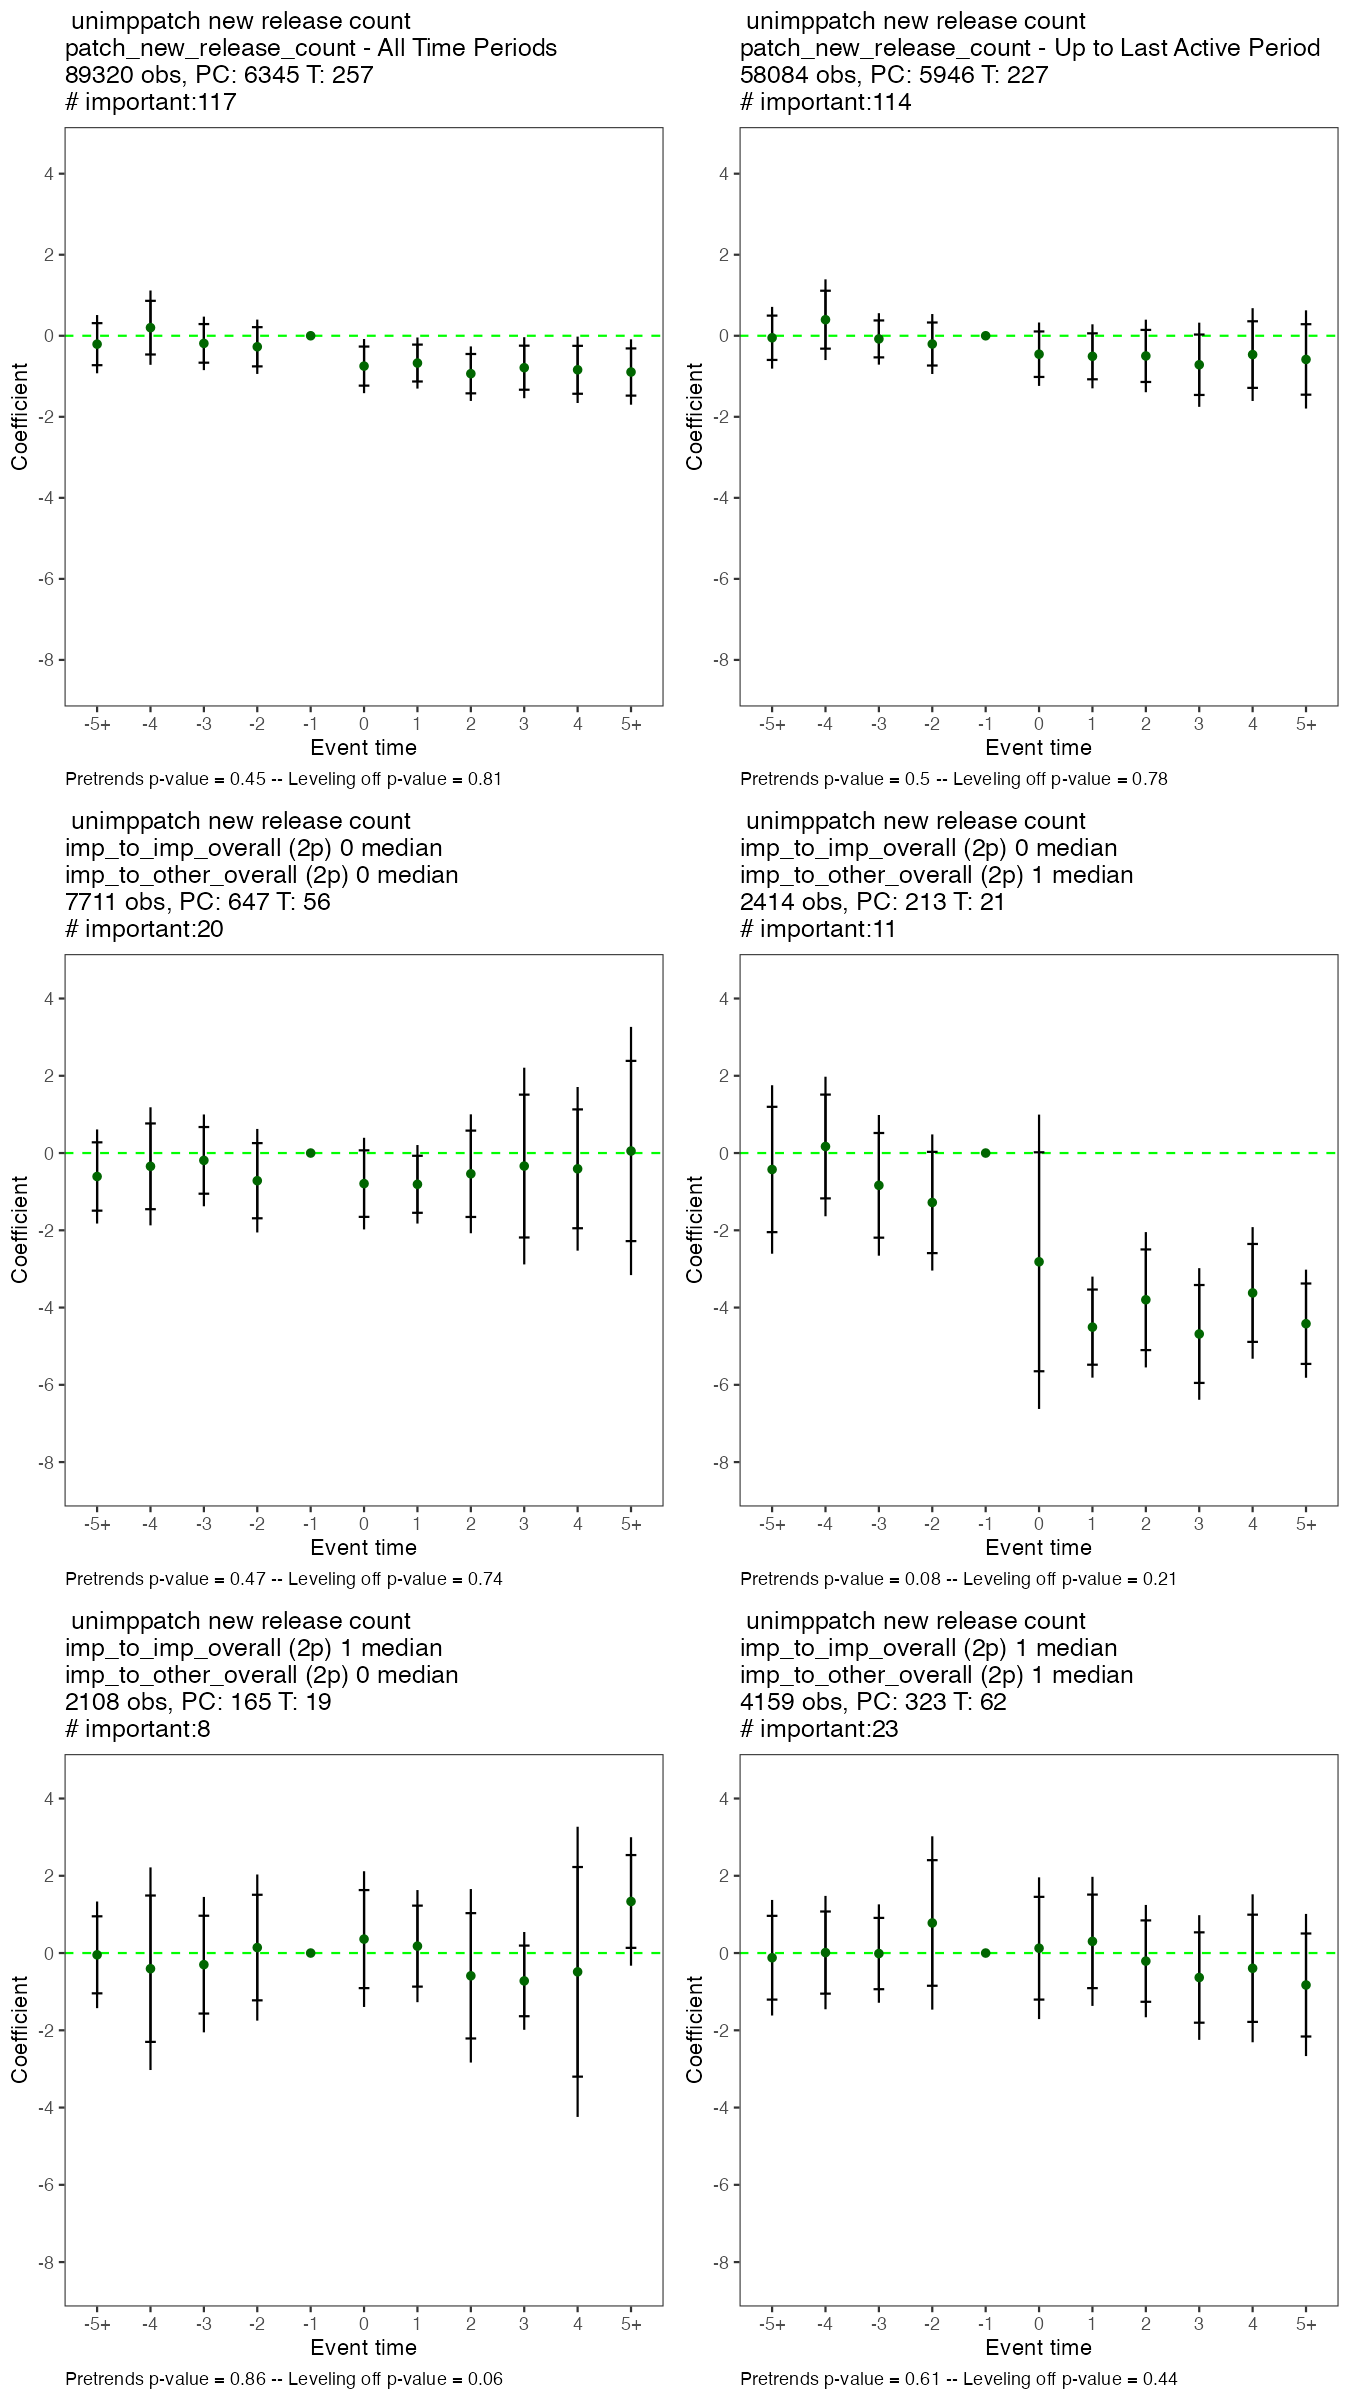 unimppatch new release count
patch_new_release_count - All Time Periods
89320 obs, PC: 6345 T: 257
# important:117
4
2
0
-2
-4
-6
-8
Coefficient
-5+ -4 -3 -2 -1 0 1 2 3 4 5+
Event time
Pretrends p-value = 0.45 -- Leveling off p-value = 0.81
unimppatch new release count
patch_new_release_count - Up to Last Active Period
58084 obs, PC: 5946 T: 227
# important:114
4
2
0
-2
-4
-6
-8
Coefficient
-5+ -4 -3 -2 -1 0 1 2 3 4 5+
Event time
Pretrends p-value = 0.5 -- Leveling off p-value = 0.78
unimppatch new release count
imp_to_imp_overall (2p) 0 median
imp_to_other_overall (2p) 0 median
7711 obs, PC: 647 T: 56
# important:20
4
2
0
-2
-4
-6
-8
Coefficient
-5+ -4 -3 -2 -1 0 1 2 3 4 5+
Event time
Pretrends p-value = 0.47 -- Leveling off p-value = 0.74
unimppatch new release count
imp_to_imp_overall (2p) 0 median
imp_to_other_overall (2p) 1 median
2414 obs, PC: 213 T: 21
# important:11
4
2
0
-2
-4
-6
-8
Coefficient
-5+ -4 -3 -2 -1 0 1 2 3 4 5+
Event time
Pretrends p-value = 0.08 -- Leveling off p-value = 0.21
unimppatch new release count
imp_to_imp_overall (2p) 1 median
imp_to_other_overall (2p) 0 median
2108 obs, PC: 165 T: 19
# important:8
4
2
0
-2
-4
-6
-8
Coefficient
-5+ -4 -3 -2 -1 0 1 2 3 4 5+
Event time
Pretrends p-value = 0.86 -- Leveling off p-value = 0.06
unimppatch new release count
imp_to_imp_overall (2p) 1 median
imp_to_other_overall (2p) 1 median
4159 obs, PC: 323 T: 62
# important:23
4
2
0
-2
-4
-6
-8
Coefficient
-5+ -4 -3 -2 -1 0 1 2 3 4 5+
Event time
Pretrends p-value = 0.61 -- Leveling off p-value = 0.44